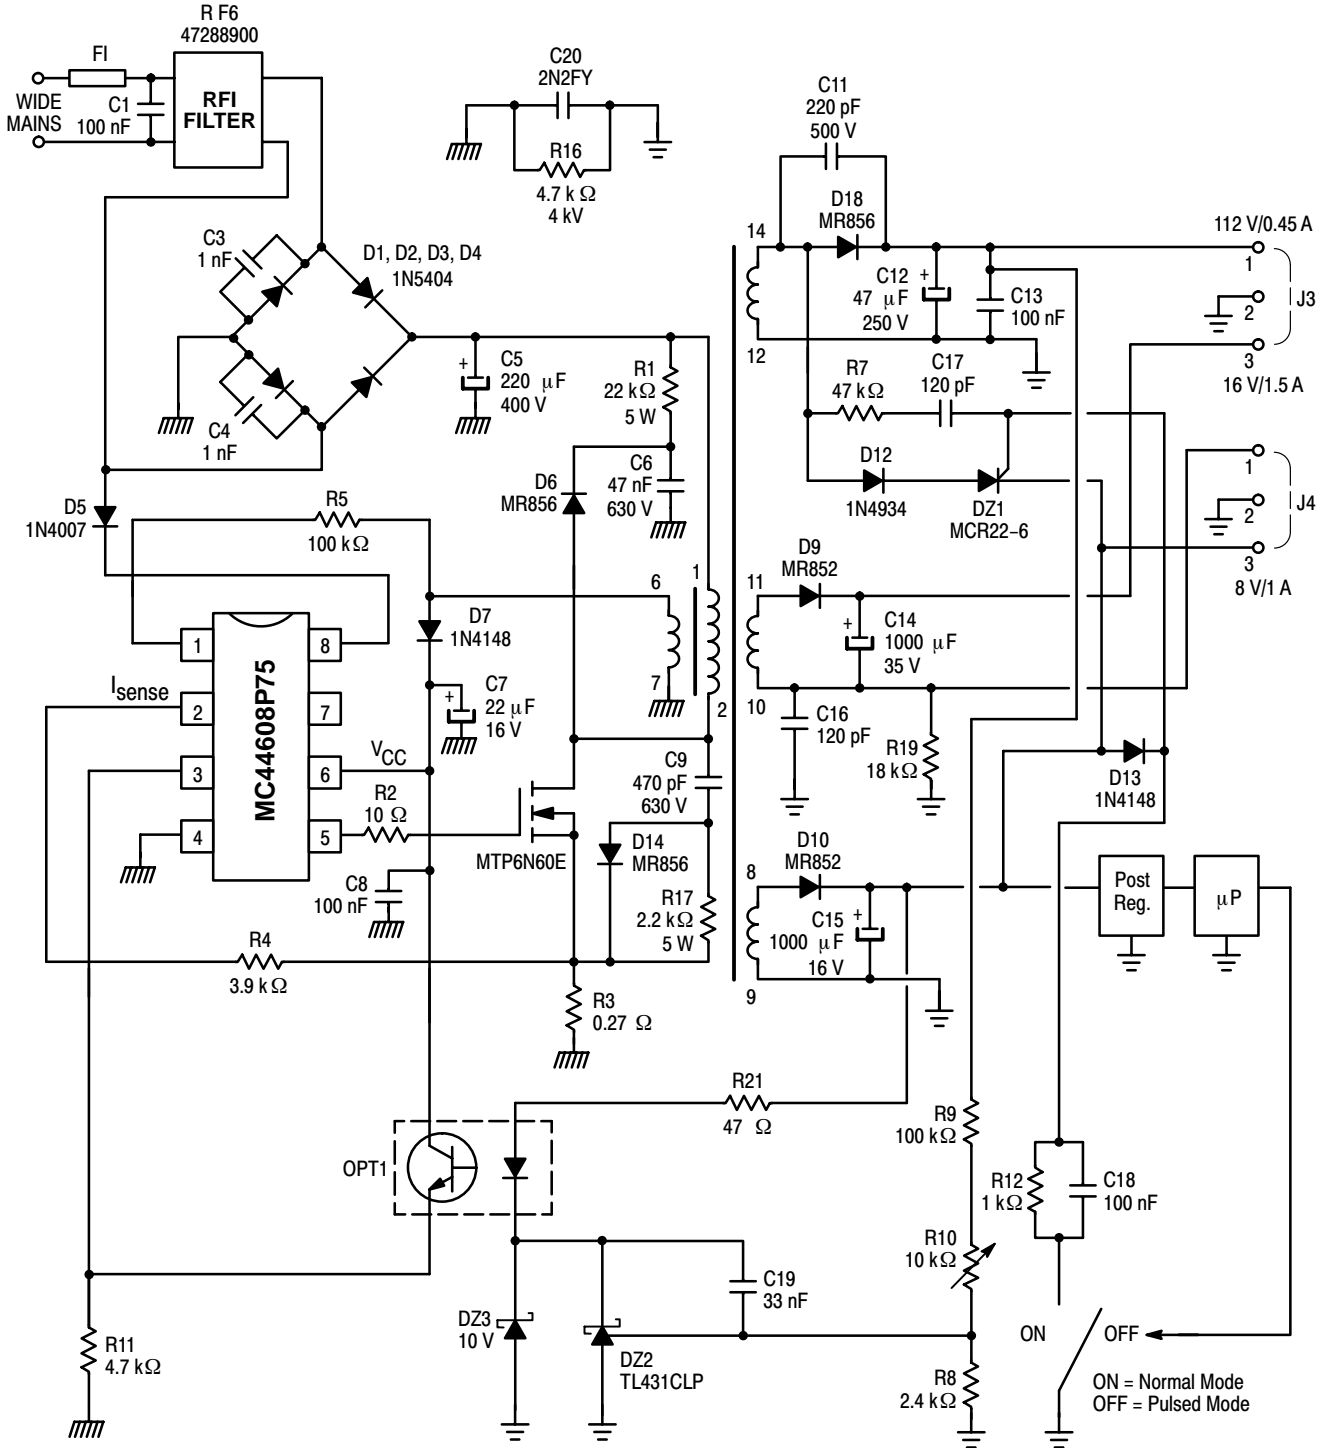 R F6
47288900
FI
WIDE
MAINS
C1
100 nF
RFI
FILTER
C20
2N2FY
R16
4.7 k Ω
4 kV
C11
220 pF
500 V
D18
MR856
14
12
C12
47 μF
250 V
C13
100 nF
112 V/0.45 A
1
2
3
J3
16 V/1.5 A
C3
1 nF
D1, D2, D3, D4
1N5404
C4
1 nF
C5
220 μF
400 V
R1
22 kΩ
5 W
R7
47 kΩ
C17
120 pF
D12
1N4934
DZ1
MCR22-6
1
2
3
J4
8 V/1 A
D6
MR856
C6
47 nF
630 V
D5
1N4007
R5
100 kΩ
D9
MR852
11
10
C14
1000 μF
35 V
6
7
1
2
D7
1N4148
C7
22 μF
16 V
MC44608P75
1
2
3
4
8
7
6
5
Isense
VCC
R2
10 Ω
C16
120 pF
R19
18 kΩ
D13
1N4148
C9
470 pF
630 V
MTP6N60E
D14
MR856
R17
2.2 kΩ
5 W
C8
100 nF
D10
MR852
8
9
C15
1000 μF
16 V
Post
Reg.
μP
R4
3.9 kΩ
R3
0.27 Ω
R21
47 Ω
OPT1
R9
100 kΩ
R12
1 kΩ
C18
100 nF
R10
10 kΩ
C19
33 nF
DZ3
10 V
DZ2
TL431CLP
R11
4.7 kΩ
R8
2.4 kΩ
ON
OFF
ON = Normal Mode
OFF = Pulsed Mode